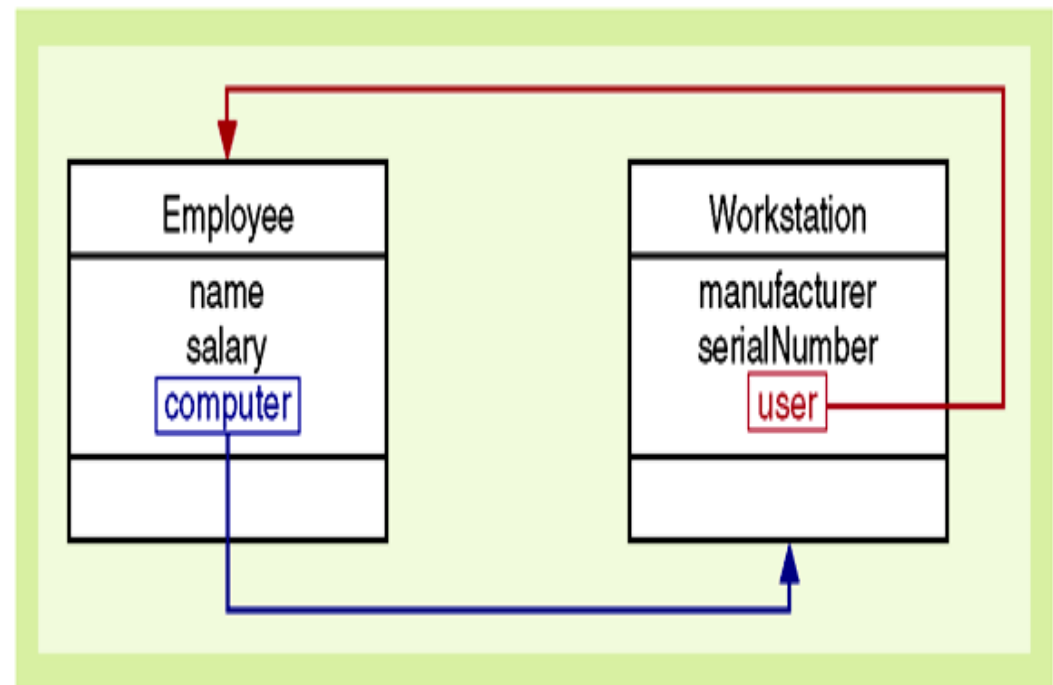 Employee
name
salary
computer
Workstation
manufacturer
serialNumber
user